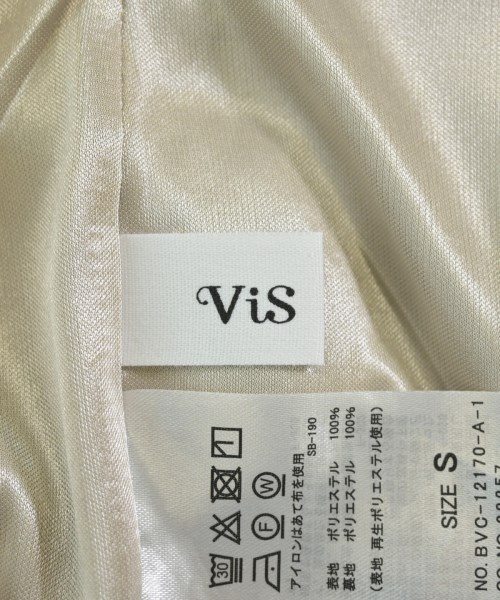 ViS
SB-190
アイロンはあて布を使用
表地 ポリエステル 100%
裏地 ポリエステル 100%
(表地 再生ポリエステル使用)
SIZE S
NO.BVC-12170-A-1
30
F
W